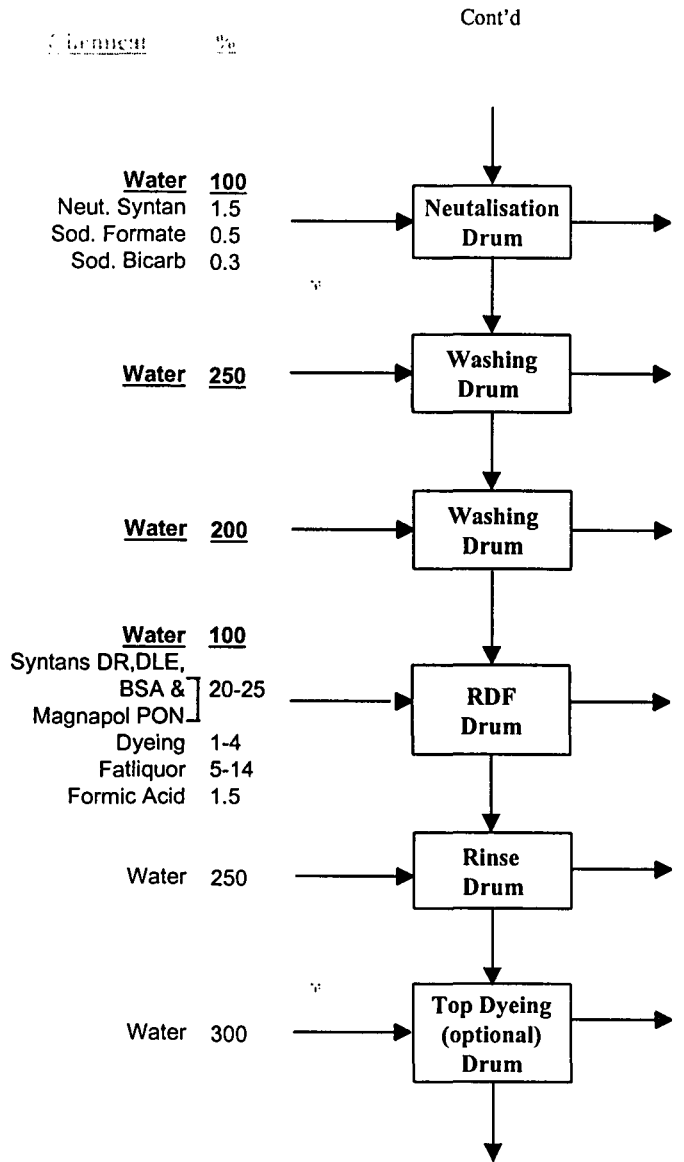 Cont'd
Chemical %
Water 100
Neut. Syntan 1.5
Sod. Formate 0.5
Sod. Bicarb 0.3
Neutalisation
Drum
Water 250
Washing
Drum
Water 200
Washing
Drum
Water 100
Syntans DR,DLE,
BSA & 20-25
Magnapol PON
Dyeing 1-4
Fatliquor 5-14
Formic Acid 1.5
RDF
Drum
Water 250
Rinse
Drum
Water 300
Top Dyeing
(optional)
Drum